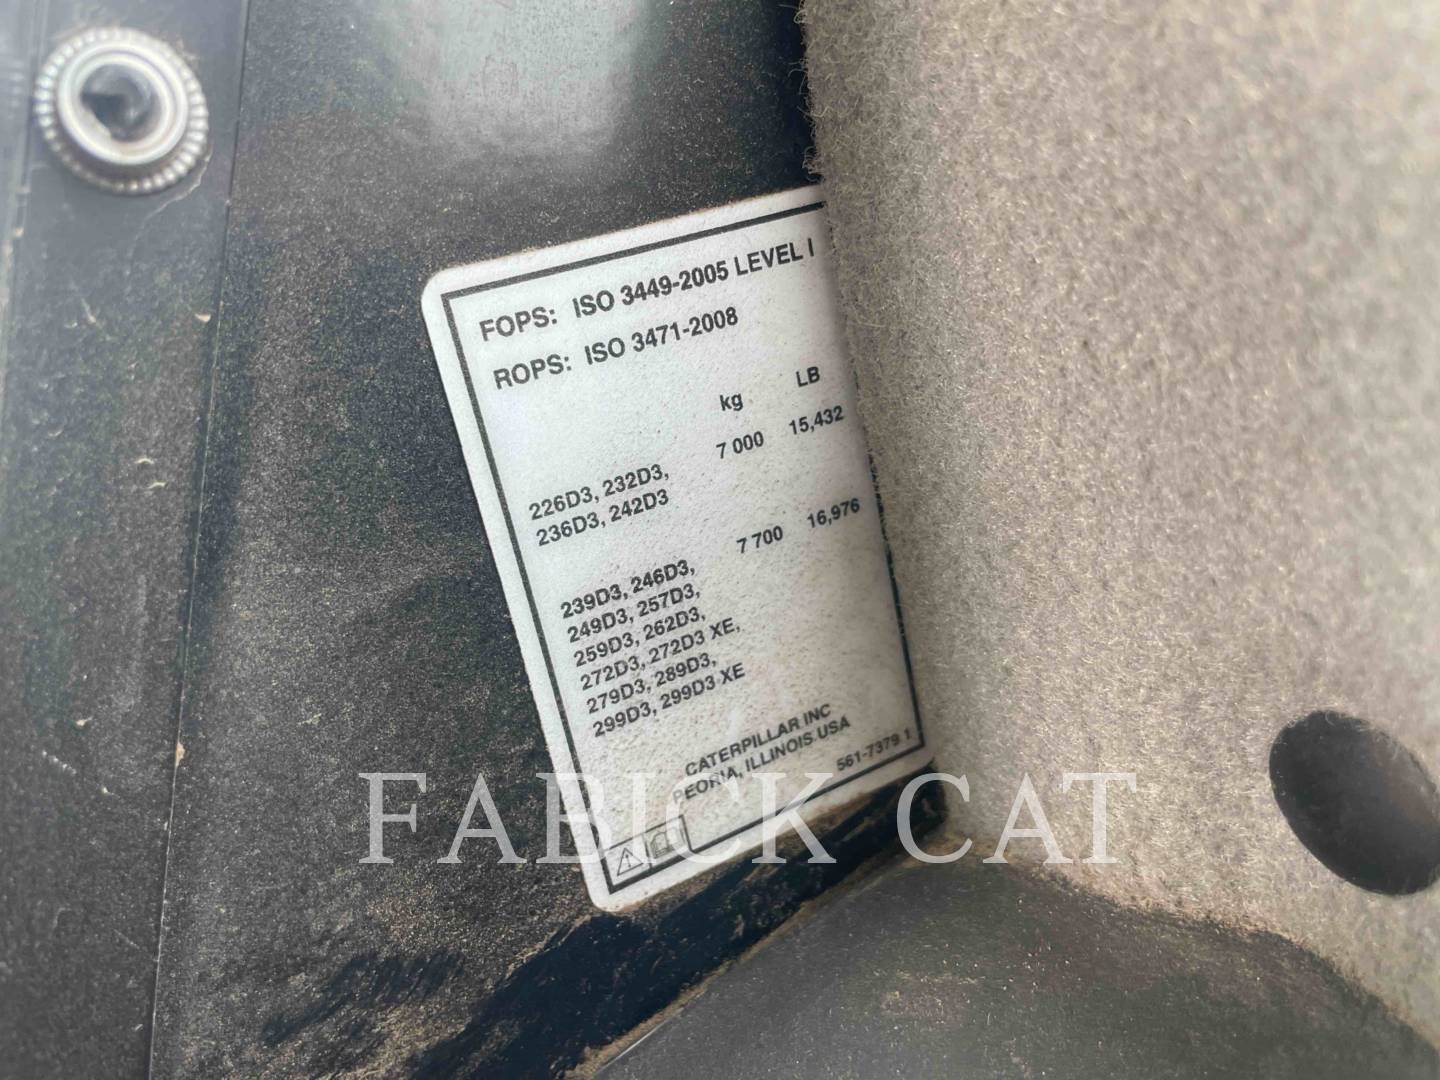 FOPS: ISO 3449-2005 LEVEL I
ROPS: ISO 3471-2008
kg LB
226D3, 232D3, 7 000 15,432
236D3, 242D3
239D3, 246D3, 7 700 16,976
249D3, 257D3,
259D3, 262D3,
272D3, 272D3 XE,
279D3, 289D3,
299D3, 299D3 XE
CATERPILLAR INC
PEORIA, ILLINOIS USA
561-7379 1
FABICK CAT